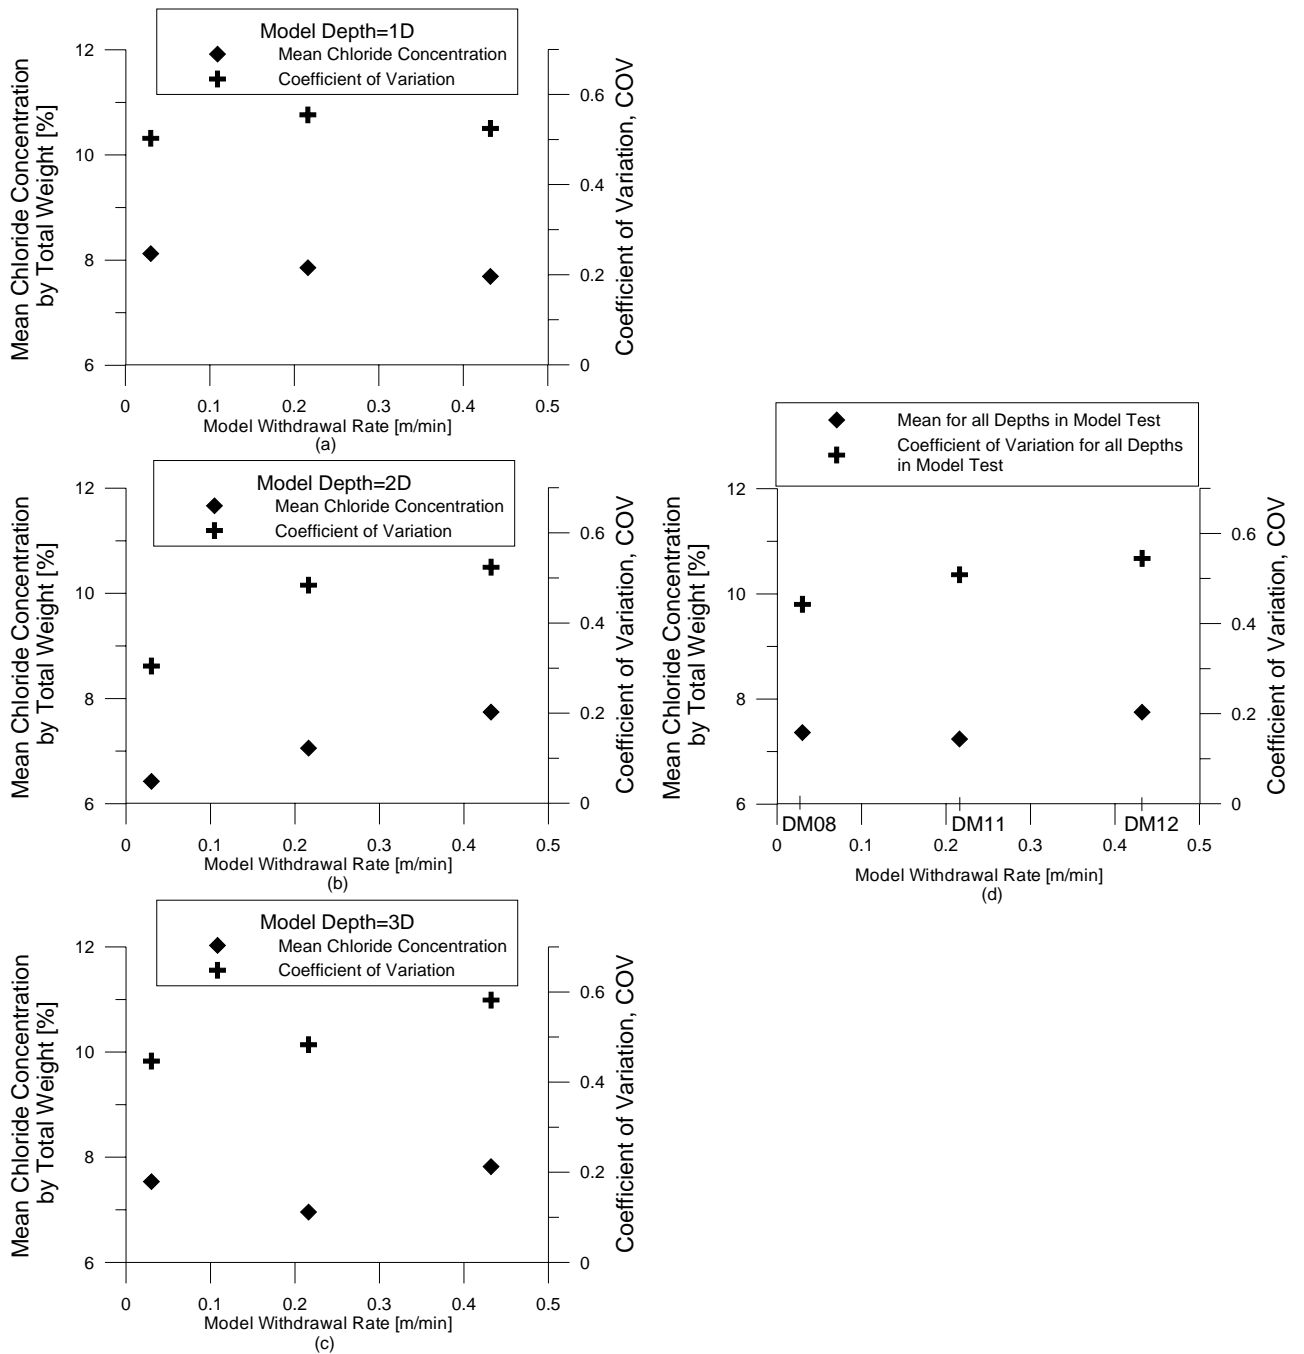 Model Depth=1D
Mean Chloride Concentration
Coefficient of Variation
Mean Chloride Concentration
by Total Weight [%]
12
10
8
6
0.6
0.4
0.2
0
Coefficient of Variation, COV
0 0.1 0.2 0.3 0.4 0.5
Model Withdrawal Rate [m/min]
(a)
Model Depth=2D
Mean Chloride Concentration
Coefficient of Variation
Mean Chloride Concentration
by Total Weight [%]
12
10
8
6
0.6
0.4
0.2
0
Coefficient of Variation, COV
0 0.1 0.2 0.3 0.4 0.5
Model Withdrawal Rate [m/min]
(b)
Model Depth=3D
Mean Chloride Concentration
Coefficient of Variation
Mean Chloride Concentration
by Total Weight [%]
12
10
8
6
0.6
0.4
0.2
0
Coefficient of Variation, COV
0 0.1 0.2 0.3 0.4 0.5
Model Withdrawal Rate [m/min]
(c)
Mean for all Depths in Model Test
Coefficient of Variation for all Depths
in Model Test
Mean Chloride Concentration
by Total Weight [%]
12
10
8
6
0.6
0.4
0.2
0
Coefficient of Variation, COV
DM08 DM11 DM12
0 0.1 0.2 0.3 0.4 0.5
Model Withdrawal Rate [m/min]
(d)